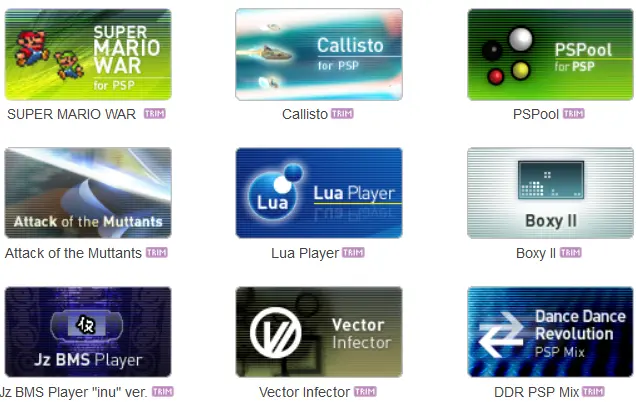 SUPER
MARIO
WAR
for PSP
Callisto
for PSP
PSPool
for PSP
SUPER MARIO WAR TRIM
Callisto TRIM
PSPool TRIM
Attack of the Muttants
Lua
Lua Player
Boxy II
Attack of the Muttants TRIM
Lua Player TRIM
Boxy II TRIM
Jz BMS Player
Vector
Infector
Dance Dance
Revolution
PSP Mix
Jz BMS Player "inu" ver. TRIM
Vector Infector TRIM
DDR PSP Mix TRIM